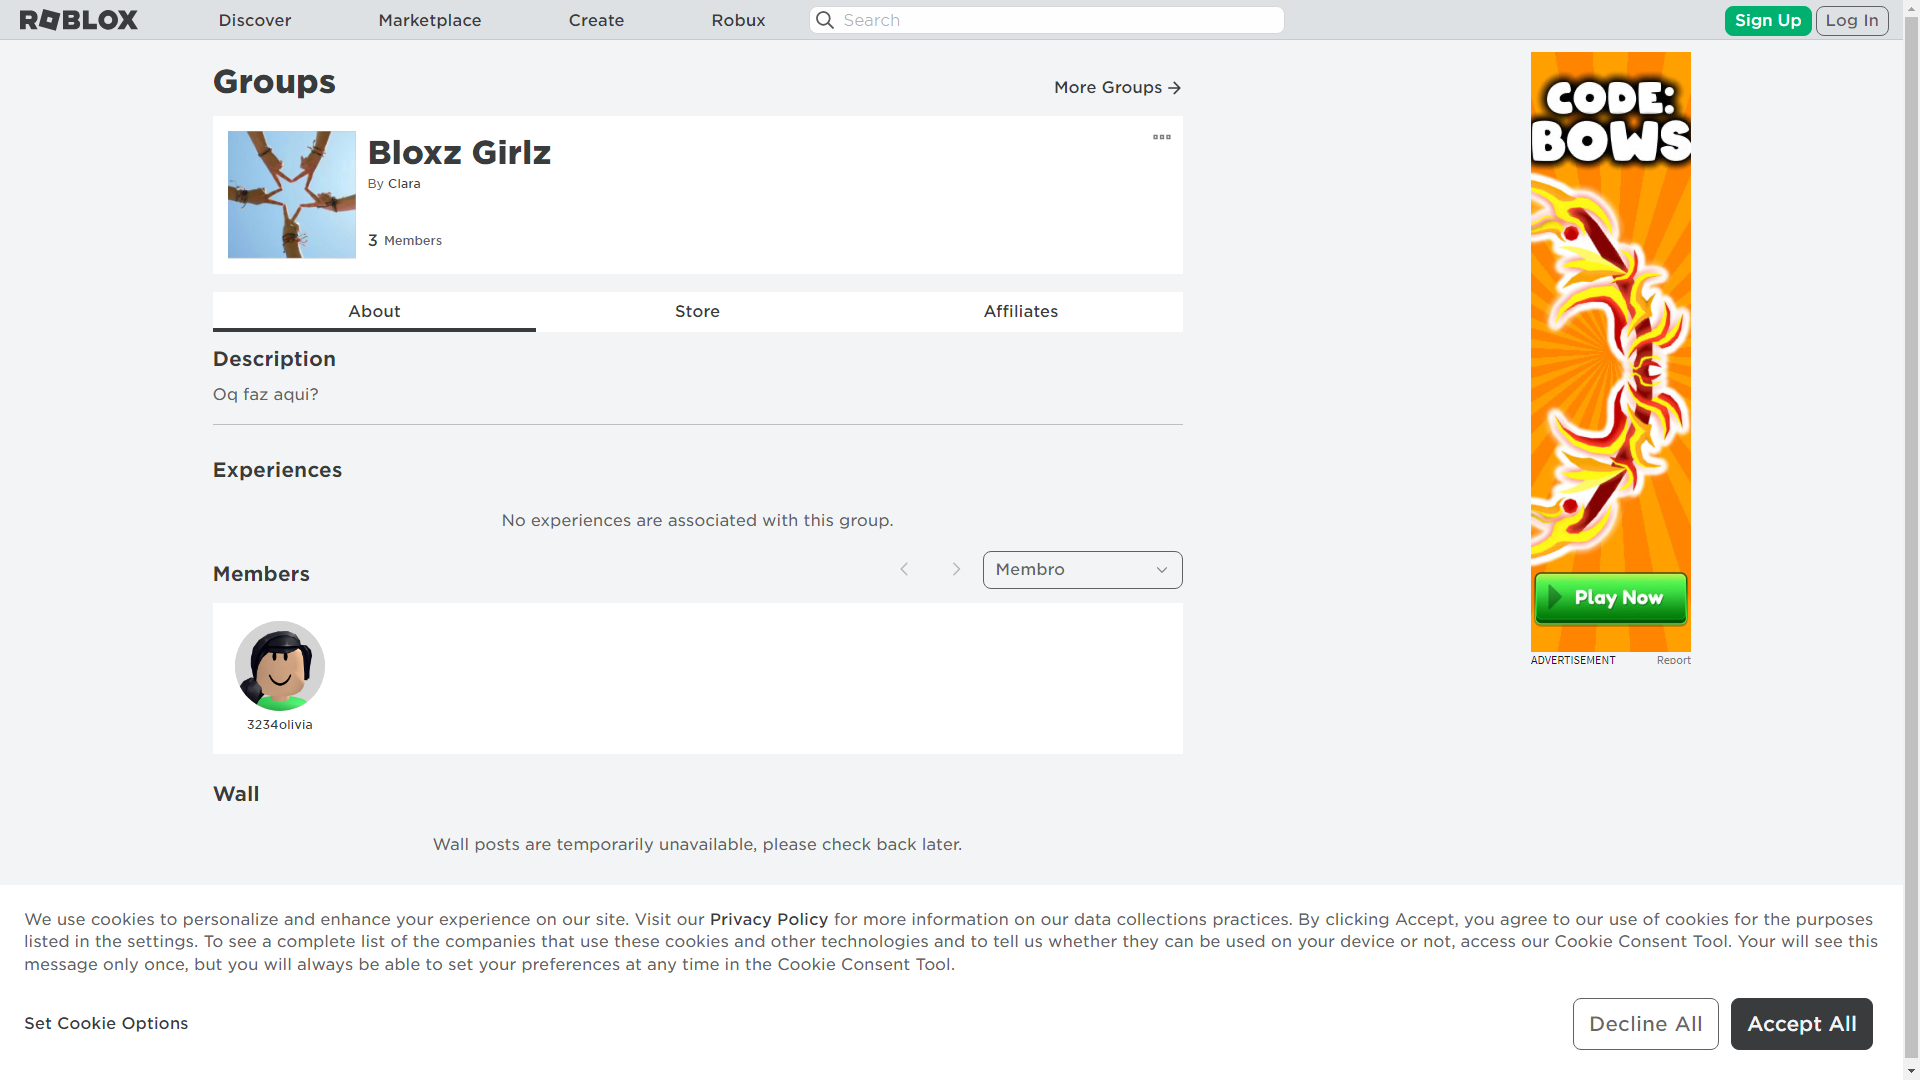 ROBLOX
Discover
Marketplace
Create
Robux
Search
Sign Up
Log In
Groups
More Groups
Bloxz Girlz
By Clara
3 Members
About
Store
Affiliates
Description
Oq faz aqui?
Experiences
No experiences are associated with this group.
Members
Membro
3234olivia
Wall
Wall posts are temporarily unavailable, please check back later.
CODE:
BOWS
Play Now
ADVERTISEMENT
Report
We use cookies to personalize and enhance your experience on our site. Visit our Privacy Policy for more information on our data collections practices. By clicking Accept, you agree to our use of cookies for the purposes
listed in the settings. To see a complete list of the companies that use these cookies and other technologies and to tell us whether they can be used on your device or not, access our Cookie Consent Tool. Your will see this
message only once, but you will always be able to set your preferences at any time in the Cookie Consent Tool.
Set Cookie Options
Decline All
Accept All